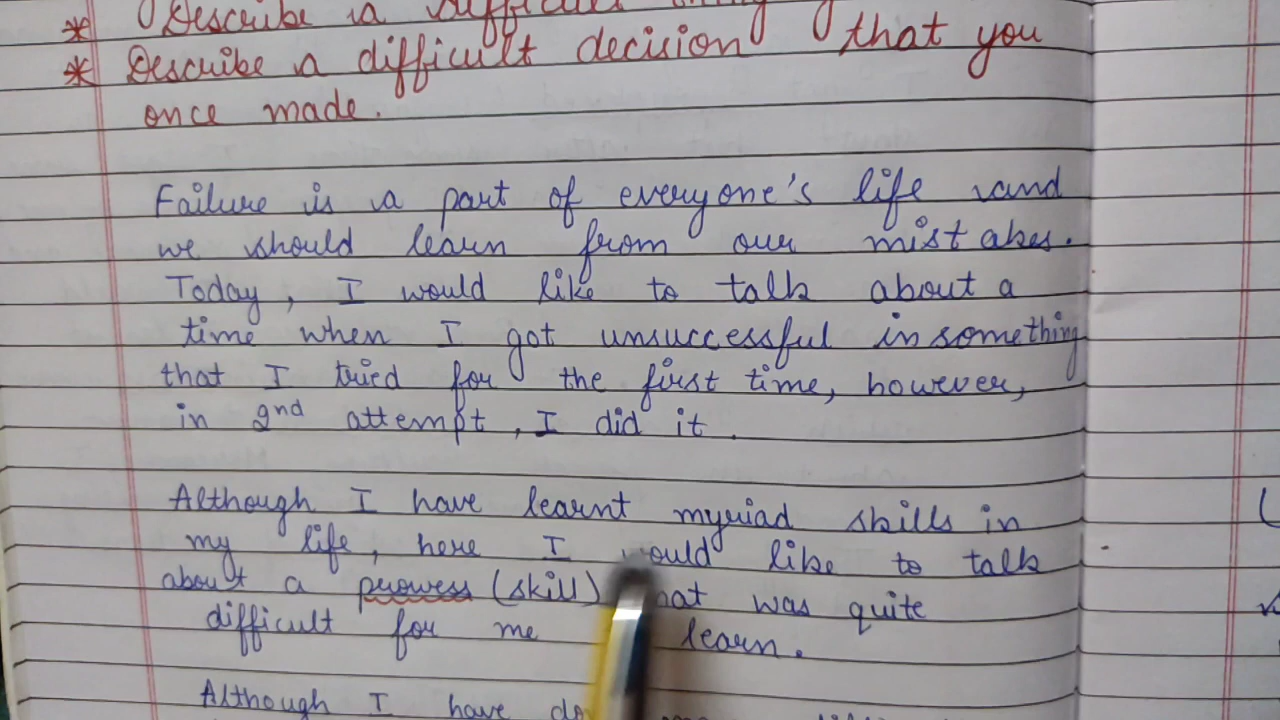 * Describe a difficult
* Describe a difficult decision that you
once made.
Failure is a part of everyone's life and
we should learn from our mistakes.
Today, I would like to talk about a
time when I got unsuccessful in something
that I tried for the first time, however,
in 2nd attempt, I did it.
Although I have learnt myriad skills in
my life, here I would like to talk
about a prowess (skill) that was quite
difficult for me learn.
Although I have